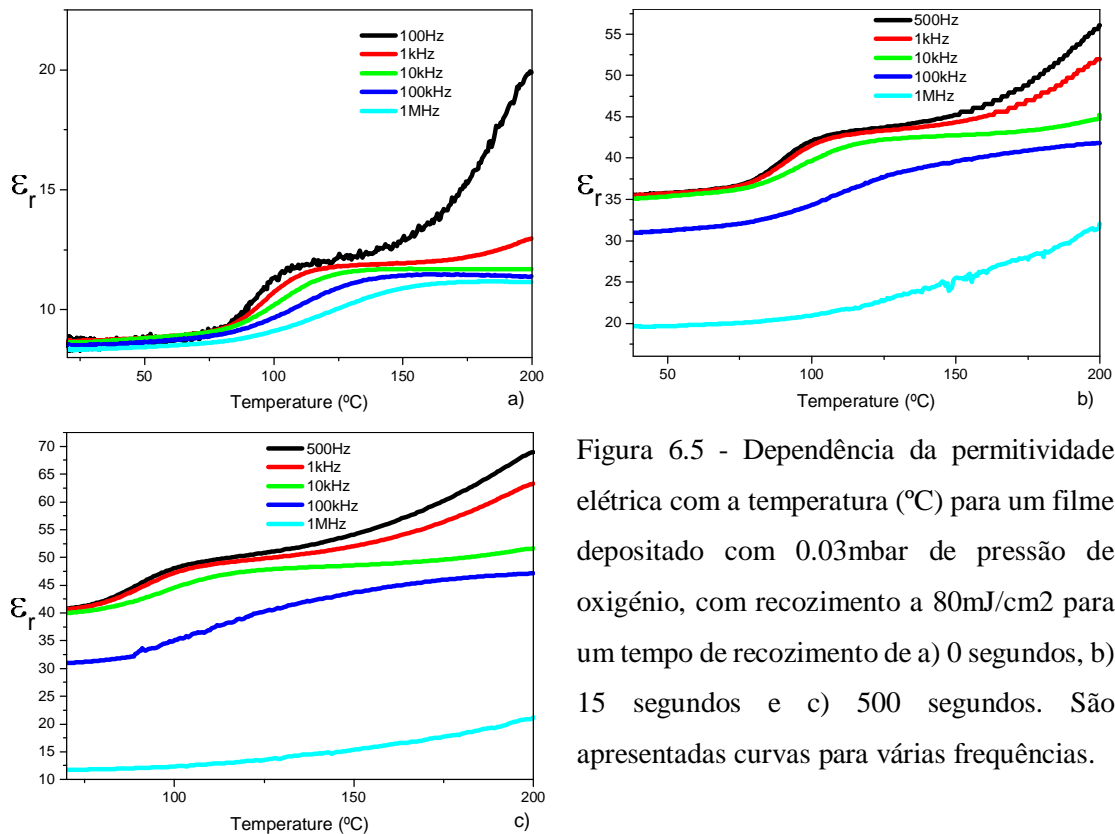 100Hz
1kHz
10kHz
100kHz
1MHz
20
15
10
εr
50
100
150
200
Temperature (ºC)
a)
500Hz
1kHz
10kHz
100kHz
1MHz
55
50
45
40
35
30
25
20
εr
50
100
150
200
Temperature (ºC)
b)
500Hz
1kHz
10kHz
100kHz
1MHz
70
65
60
55
50
45
40
35
30
25
20
15
10
εr
100
150
200
Temperature (ºC)
c)
Figura 6.5 - Dependência da permitividade
elétrica com a temperatura (ºC) para um filme
depositado com 0.03mbar de pressão de
oxigénio, com recozimento a 80mJ/cm2 para
um tempo de recozimento de a) 0 segundos, b)
15 segundos e c) 500 segundos. São
apresentadas curvas para várias frequências.